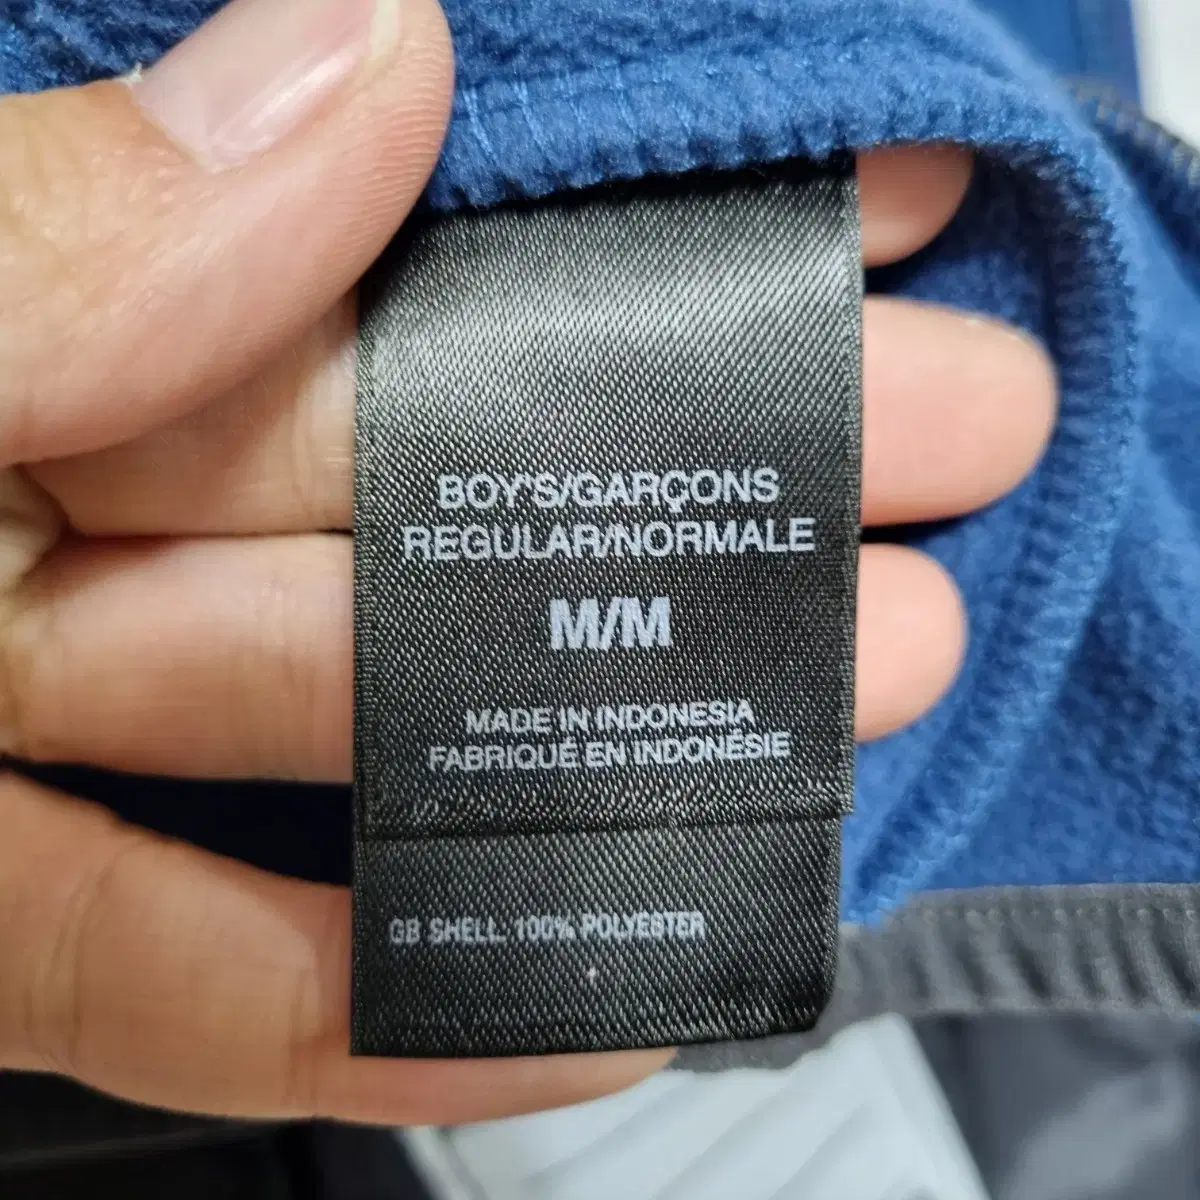 BOY'S/GARÇONS
REGULAR/NORMALE
M/M
MADE IN INDONESIA
FABRIQUÉ EN INDONÉSIE
GB SHELL. 100% POLYESTER